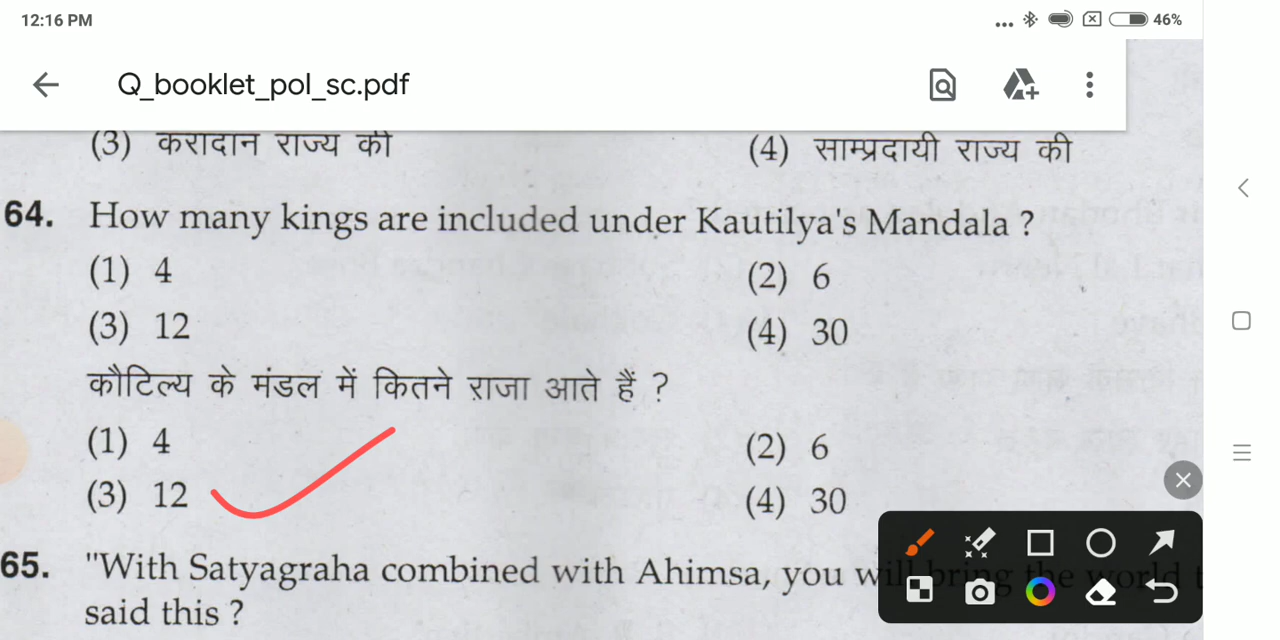 12:16 PM
46%
Q_booklet_pol_sc.pdf
(3) करादान राज्य की (4) साम्प्रदायी राज्य की
64. How many kings are included under Kautilya's Mandala ?
(1) 4 (2) 6
(3) 12 (4) 30
कौटिल्य के मंडल में कितने राजा आते हैं ?
(1) 4 (2) 6
(3) 12 (4) 30
65. "With Satyagraha combined with Ahimsa, you will bring the world t
said this ?